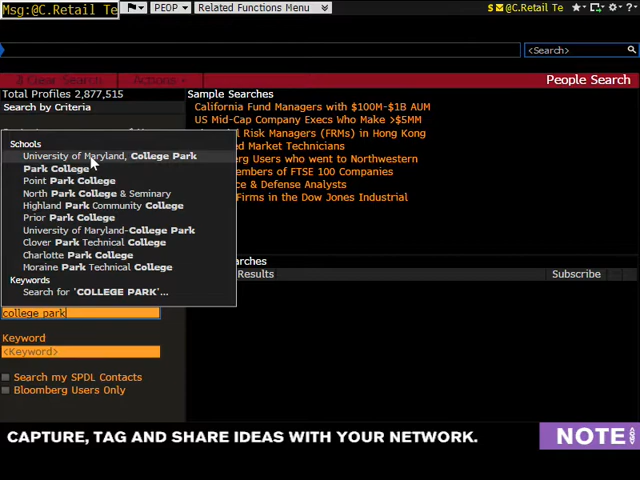 Msg:@C.Retail Te
PEOP
Related Functions Menu
@C.Retail Te
<Search>
Clear Search
Actions
People Search
Total Profiles 2,877,515
Search by Criteria
Sample Searches
California Fund Managers with $100M-$1B AUM
US Mid-Cap Company Execs Who Make >$5MM
Risk Managers (FRMs) in Hong Kong
Market Technicians
Users who went to Northwestern
Members of FTSE 100 Companies
& Defense Analysts
Firms in the Dow Jones Industrial
Schools
University of Maryland, College Park
Park College
Point Park College
North Park College & Seminary
Highland Park Community College
Prior Park College
University of Maryland-College Park
Clover Park Technical College
Charlotte Park College
Moraine Park Technical College
Keywords
Search for 'COLLEGE PARK'...
Searches
Results
Subscribe
college park
Keyword
<Keyword>
Search my SPDL Contacts
Bloomberg Users Only
CAPTURE, TAG AND SHARE IDEAS WITH YOUR NETWORK.
NOTE